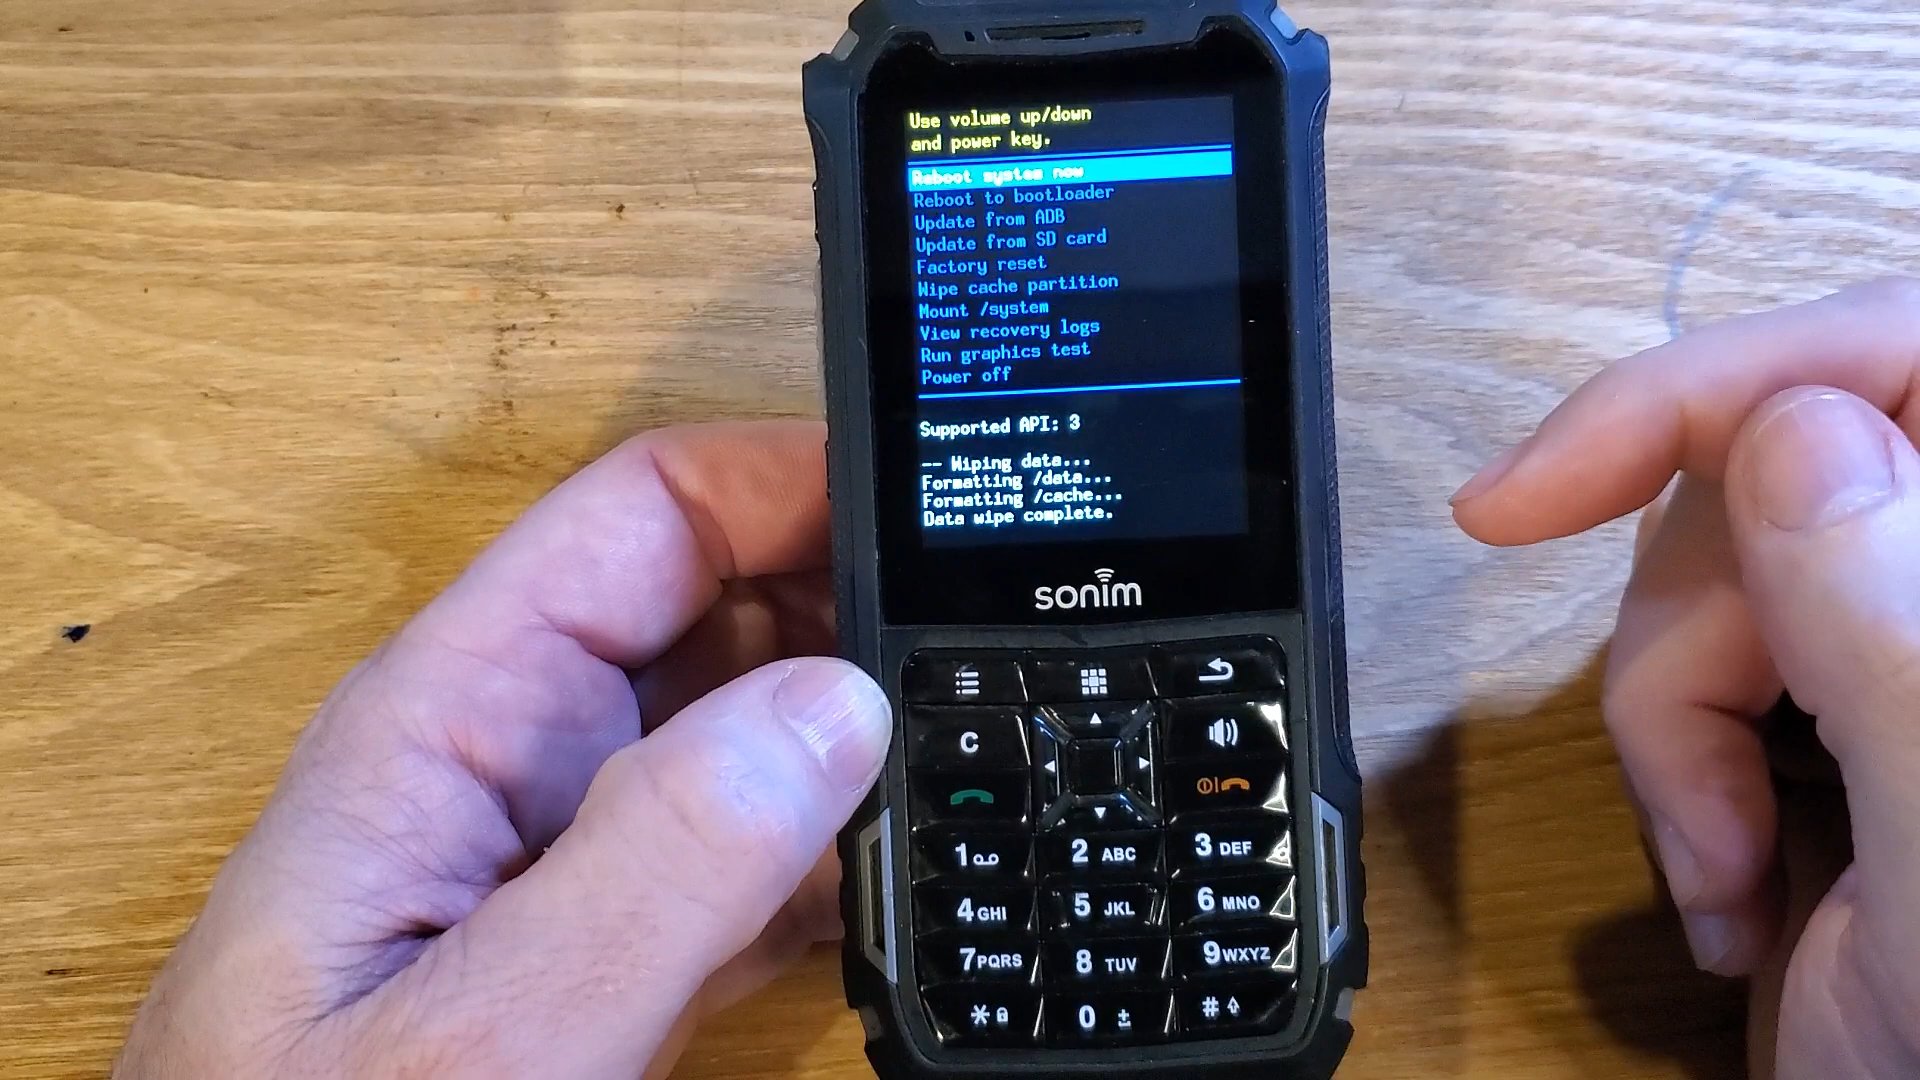 Use volume up/down
and power key.
Reboot system now
Reboot to bootloader
Update from ADB
Update from SD card
Factory reset
Wipe cache partition
Mount /system
View recovery logs
Run graphics test
Power off
Supported API: 3
-- Wiping data...
Formatting /data...
Formatting /cache...
Data wipe complete.
sonim
C
1
2 ABC
3 DEF
4 GHI
5 JKL
6 MNO
7 PQRS
8 TUV
9 WXYZ
*
0 ±
#